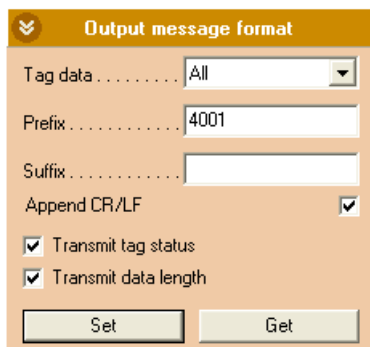 Output message format
Tag data . . . . . . . . . All
Prefix . . . . . . . . . . . . 4001
Suffix . . . . . . . . . . . .
Append CR/LF
Transmit tag status
Transmit data length
Set Get